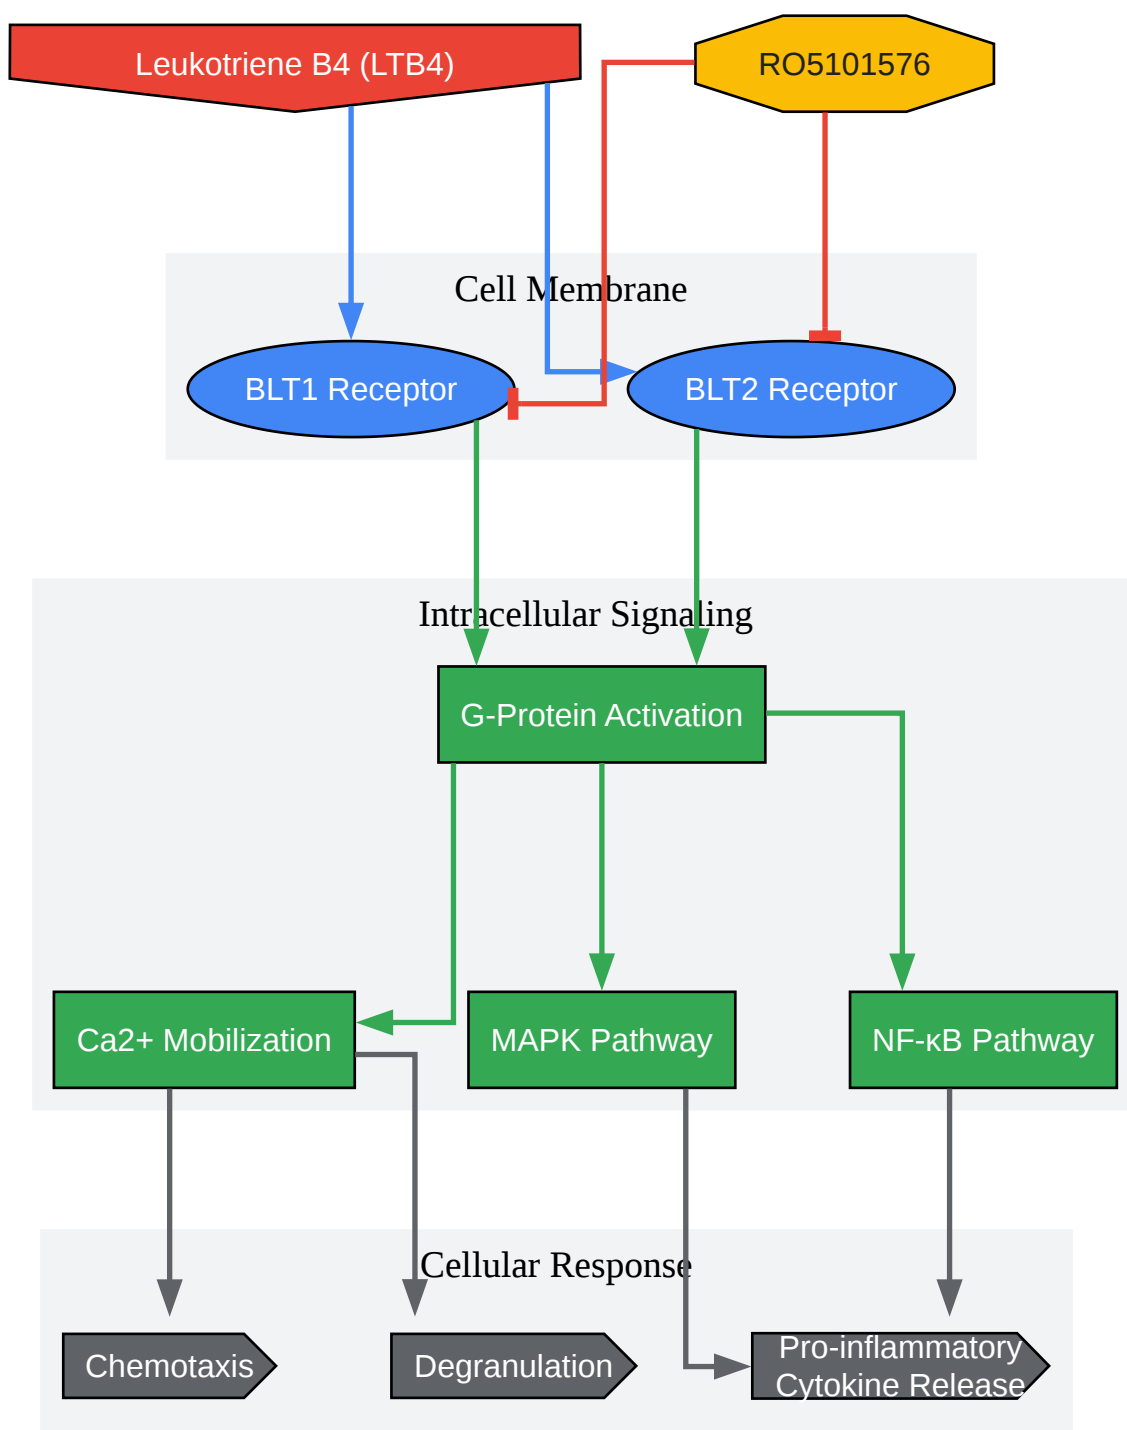 Leukotriene B4 (LTB4)
RO5101576
Cell Membrane
BLT1 Receptor
BLT2 Receptor
Intracellular Signaling
G-Protein Activation
Ca2+ Mobilization
MAPK Pathway
NF-κB Pathway
Cellular Response
Chemotaxis
Degranulation
Pro-inflammatory
Cytokine Release